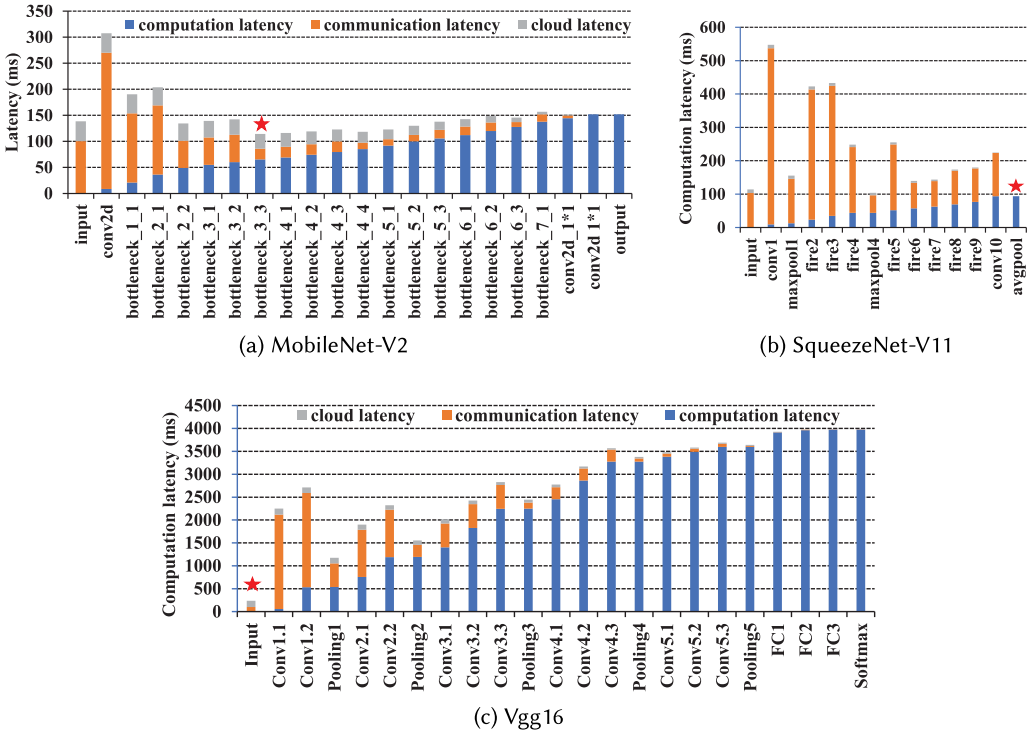 350
300
250
200
150
100
50
0
Latency (ms)
computation latency
communication latency
cloud latency
input
conv2d
bottleneck_1_1
bottleneck_2_1
bottleneck_2_2
bottleneck_3_1
bottleneck_3_2
bottleneck_3_3
bottleneck_4_1
bottleneck_4_2
bottleneck_4_3
bottleneck_4_4
bottleneck_5_1
bottleneck_5_2
bottleneck_5_3
bottleneck_6_1
bottleneck_6_2
bottleneck_6_3
bottleneck_7_1
conv2d_1*1
conv2d 1*1
output
(a) MobileNet-V2
600
500
400
300
200
100
0
Computation latency (ms)
input
conv1
maxpool1
fire2
fire3
fire4
maxpool4
fire5
fire6
fire7
fire8
fire9
conv10
avgpool
(b) SqueezeNet-V11
4500
4000
3500
3000
2500
2000
1500
1000
500
0
Computation latency (ms)
cloud latency
communication latency
computation latency
Input
Conv1.1
Conv1.2
Pooling1
Conv2.1
Conv2.2
Pooling2
Conv3.1
Conv3.2
Conv3.3
Pooling3
Conv4.1
Conv4.2
Conv4.3
Pooling4
Conv5.1
Conv5.2
Conv5.3
Pooling5
FC1
FC2
FC3
Softmax
(c) Vgg16